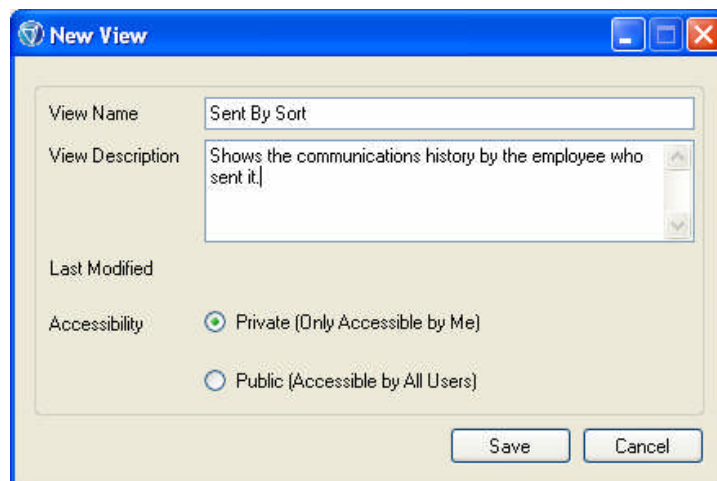 New View
View Name
Sent By Sort
View Description
Shows the communications history by the employee who
sent it.
Last Modified
Accessibility
Private (Only Accessible by Me)
Public (Accessible by All Users)
Save
Cancel